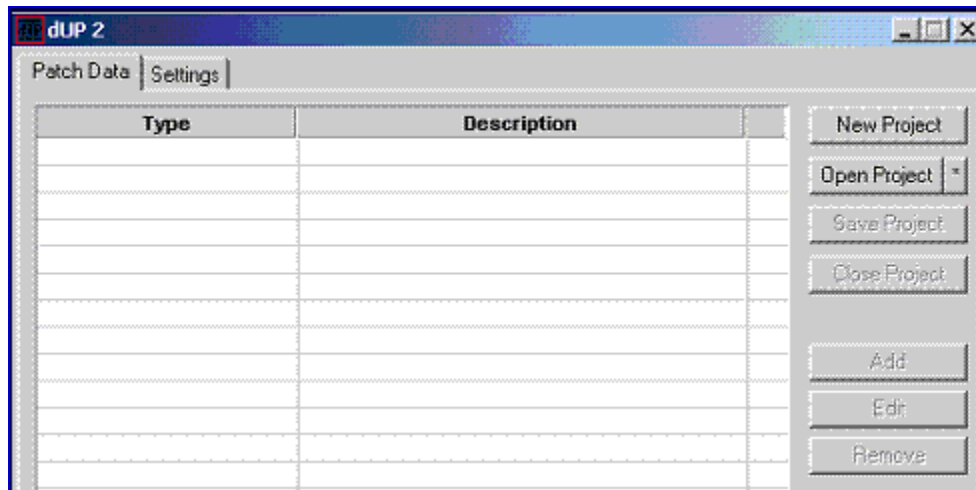 dUP 2
Patch Data Settings
Type Description
New Project
Open Project *
Save Project
Close Project
Add
Edit
Remove